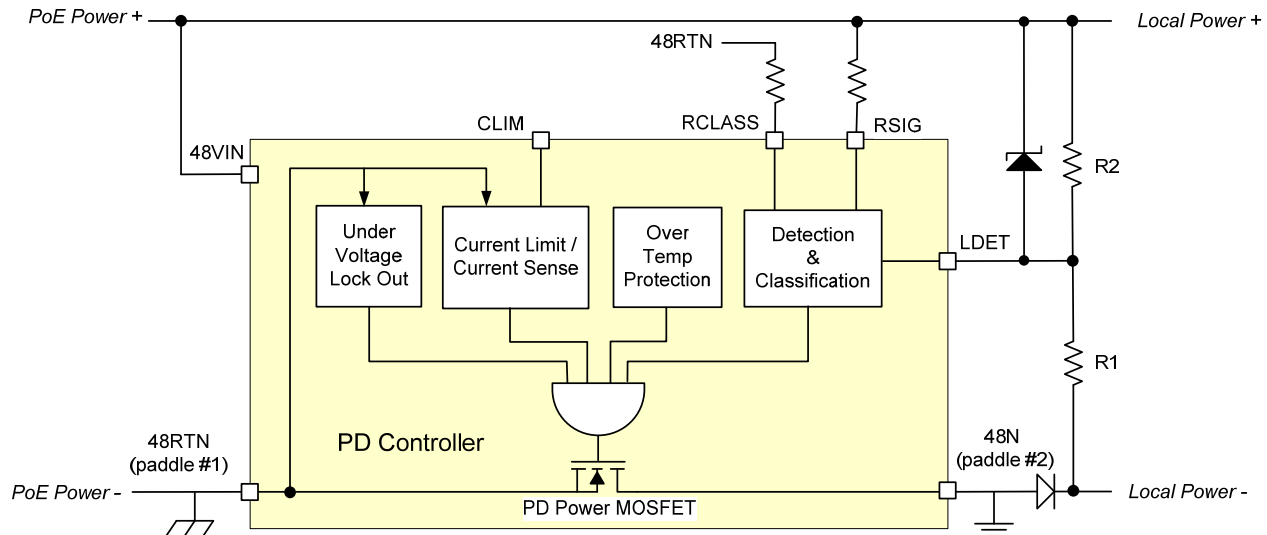 PoE Power +
Local Power +
48RTN
CLIM
RCLASS
RSIG
48VIN
R2
Under
Voltage
Lock Out
Current Limit /
Current Sense
Over
Temp
Protection
Detection
&
Classification
LDET
R1
PD Controller
48RTN
(paddle #1)
48N
(paddle #2)
PoE Power -
Local Power -
PD Power MOSFET